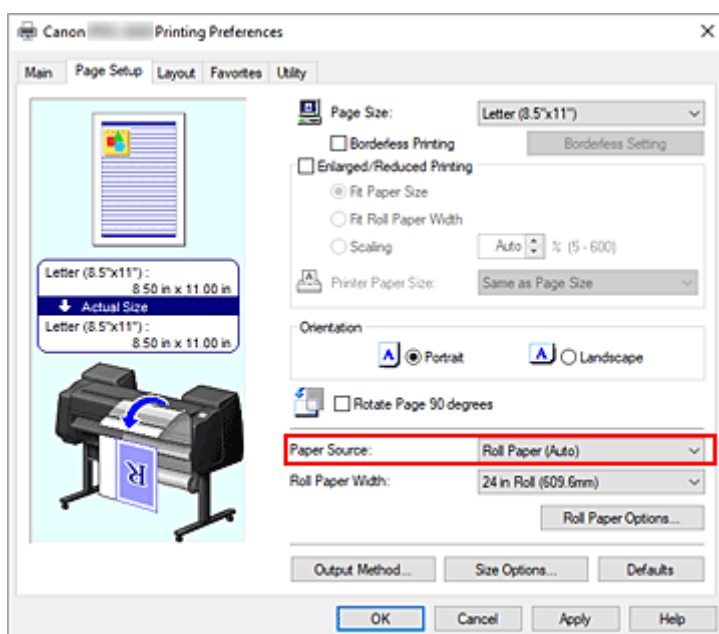 Canon Printing Preferences
Main Page Setup Layout Favorites Utility
Page Size: Letter (8.5"x11")
Borderless Printing Borderless Setting
Enlarged/Reduced Printing
Fit Paper Size
Fit Roll Paper Width
Scaling Auto % (5 - 600)
Printer Paper Size: Same as Page Size
Letter (8.5"x11") :
8.50 in x 11.00 in
Actual Size
Letter (8.5"x11") :
8.50 in x 11.00 in
Orientation
A Portrait A Landscape
Rotate Page 90 degrees
Paper Source: Roll Paper (Auto)
Roll Paper Width: 24 in Roll (609.6mm)
R
Roll Paper Options...
Output Method... Size Options... Defaults
OK Cancel Apply Help